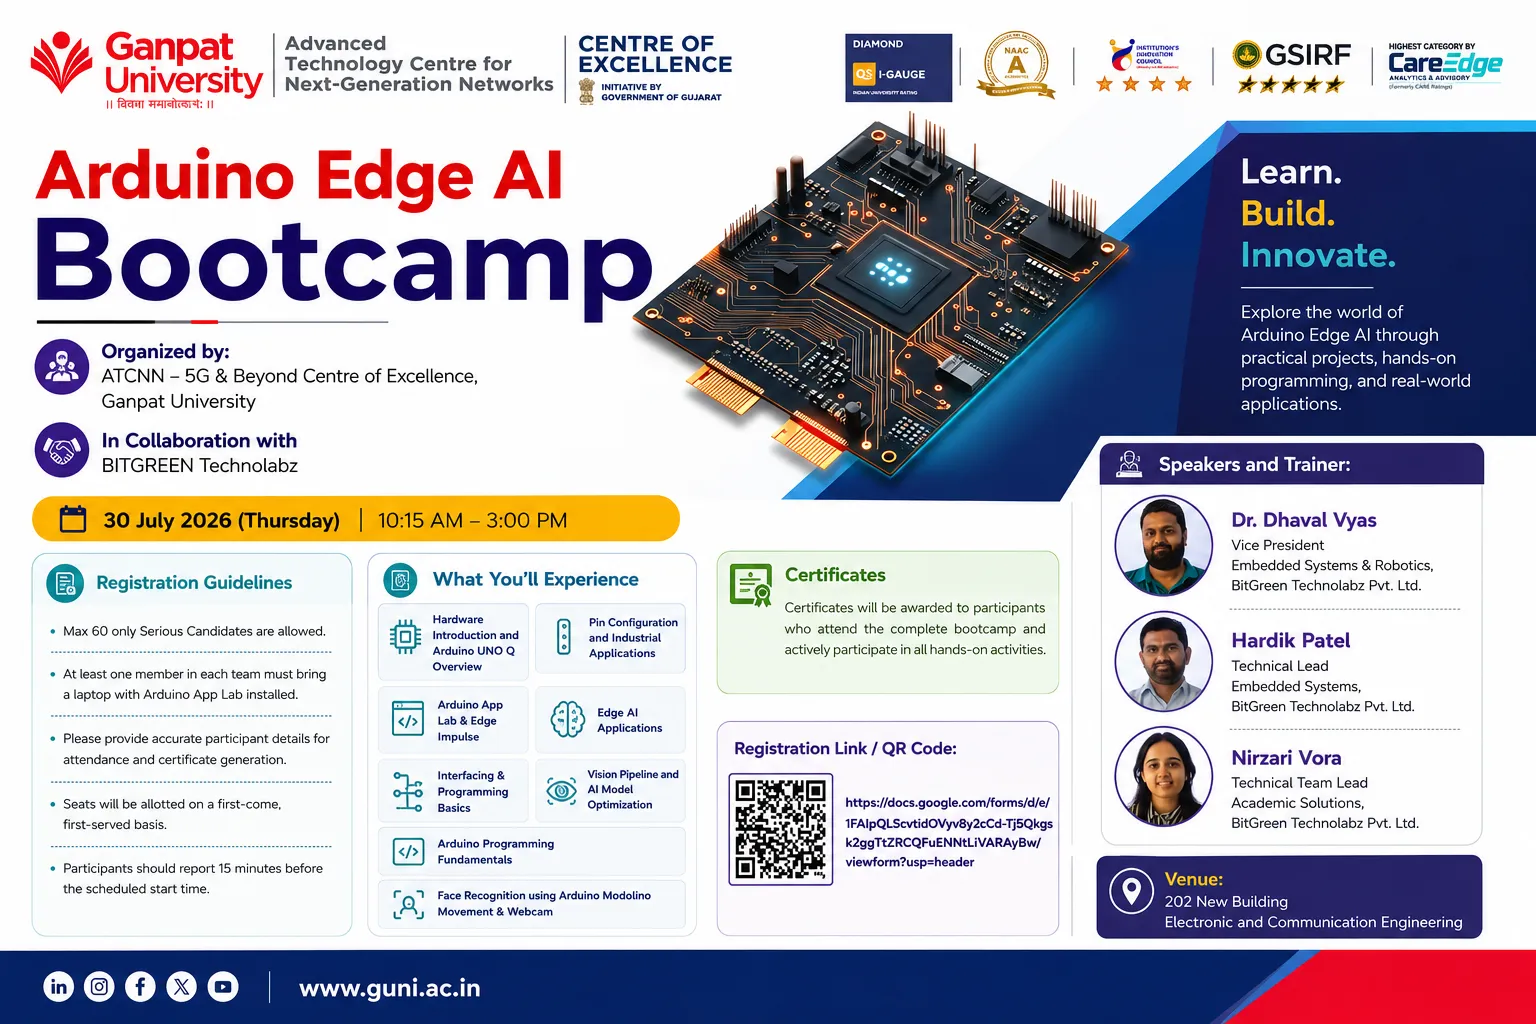 Ganpat
University
॥ विद्यया समाजोत्कर्षः ॥
Advanced
Technology Centre for
Next-Generation Networks
CENTRE OF
EXCELLENCE
INITIATIVE BY
GOVERNMENT OF GUJARAT
DIAMOND
QS I-GAUGE
INDIAN UNIVERSITY RATING
NAAC
A
INSTITUTION'S
INNOVATION
COUNCIL
GSIRF
HIGHEST CATEGORY BY
CareEdge
ANALYTICS & ADVISORY
(Formerly CARE Ratings)
Arduino Edge AI
Bootcamp
Learn.
Build.
Innovate.
Explore the world of
Arduino Edge AI through
practical projects, hands-on
programming, and real-world
applications.
Organized by:
ATCNN – 5G & Beyond Centre of Excellence,
Ganpat University
In Collaboration with
BITGREEN Technolabz
30 July 2026 (Thursday) | 10:15 AM – 3:00 PM
Registration Guidelines
• Max 60 only Serious Candidates are allowed.
• At least one member in each team must bring
a laptop with Arduino App Lab installed.
• Please provide accurate participant details for
attendance and certificate generation.
• Seats will be allotted on a first-come,
first-served basis.
• Participants should report 15 minutes before
the scheduled start time.
What You'll Experience
Hardware
Introduction and
Arduino UNO Q
Overview
Pin Configuration
and Industrial
Applications
Arduino App
Lab & Edge
Impulse
Edge AI
Applications
Interfacing &
Programming
Basics
Vision Pipeline and
AI Model
Optimization
Arduino Programming
Fundamentals
Face Recognition using Arduino Modolino
Movement & Webcam
Certificates
Certificates will be awarded to participants
who attend the complete bootcamp and
actively participate in all hands-on activities.
Registration Link / QR Code:
https://docs.google.com/forms/d/e/
1FAIpQLScvtidOVyv8y2cCd-Tj5Qkgs
k2ggTtZRCQFuENNtLiVARAyBw/
viewform?usp=header
Speakers and Trainer:
Dr. Dhaval Vyas
Vice President
Embedded Systems & Robotics,
BitGreen Technolabz Pvt. Ltd.
Hardik Patel
Technical Lead
Embedded Systems,
BitGreen Technolabz Pvt. Ltd.
Nirzari Vora
Technical Team Lead
Academic Solutions,
BitGreen Technolabz Pvt. Ltd.
Venue:
202 New Building
Electronic and Communication Engineering
www.guni.ac.in